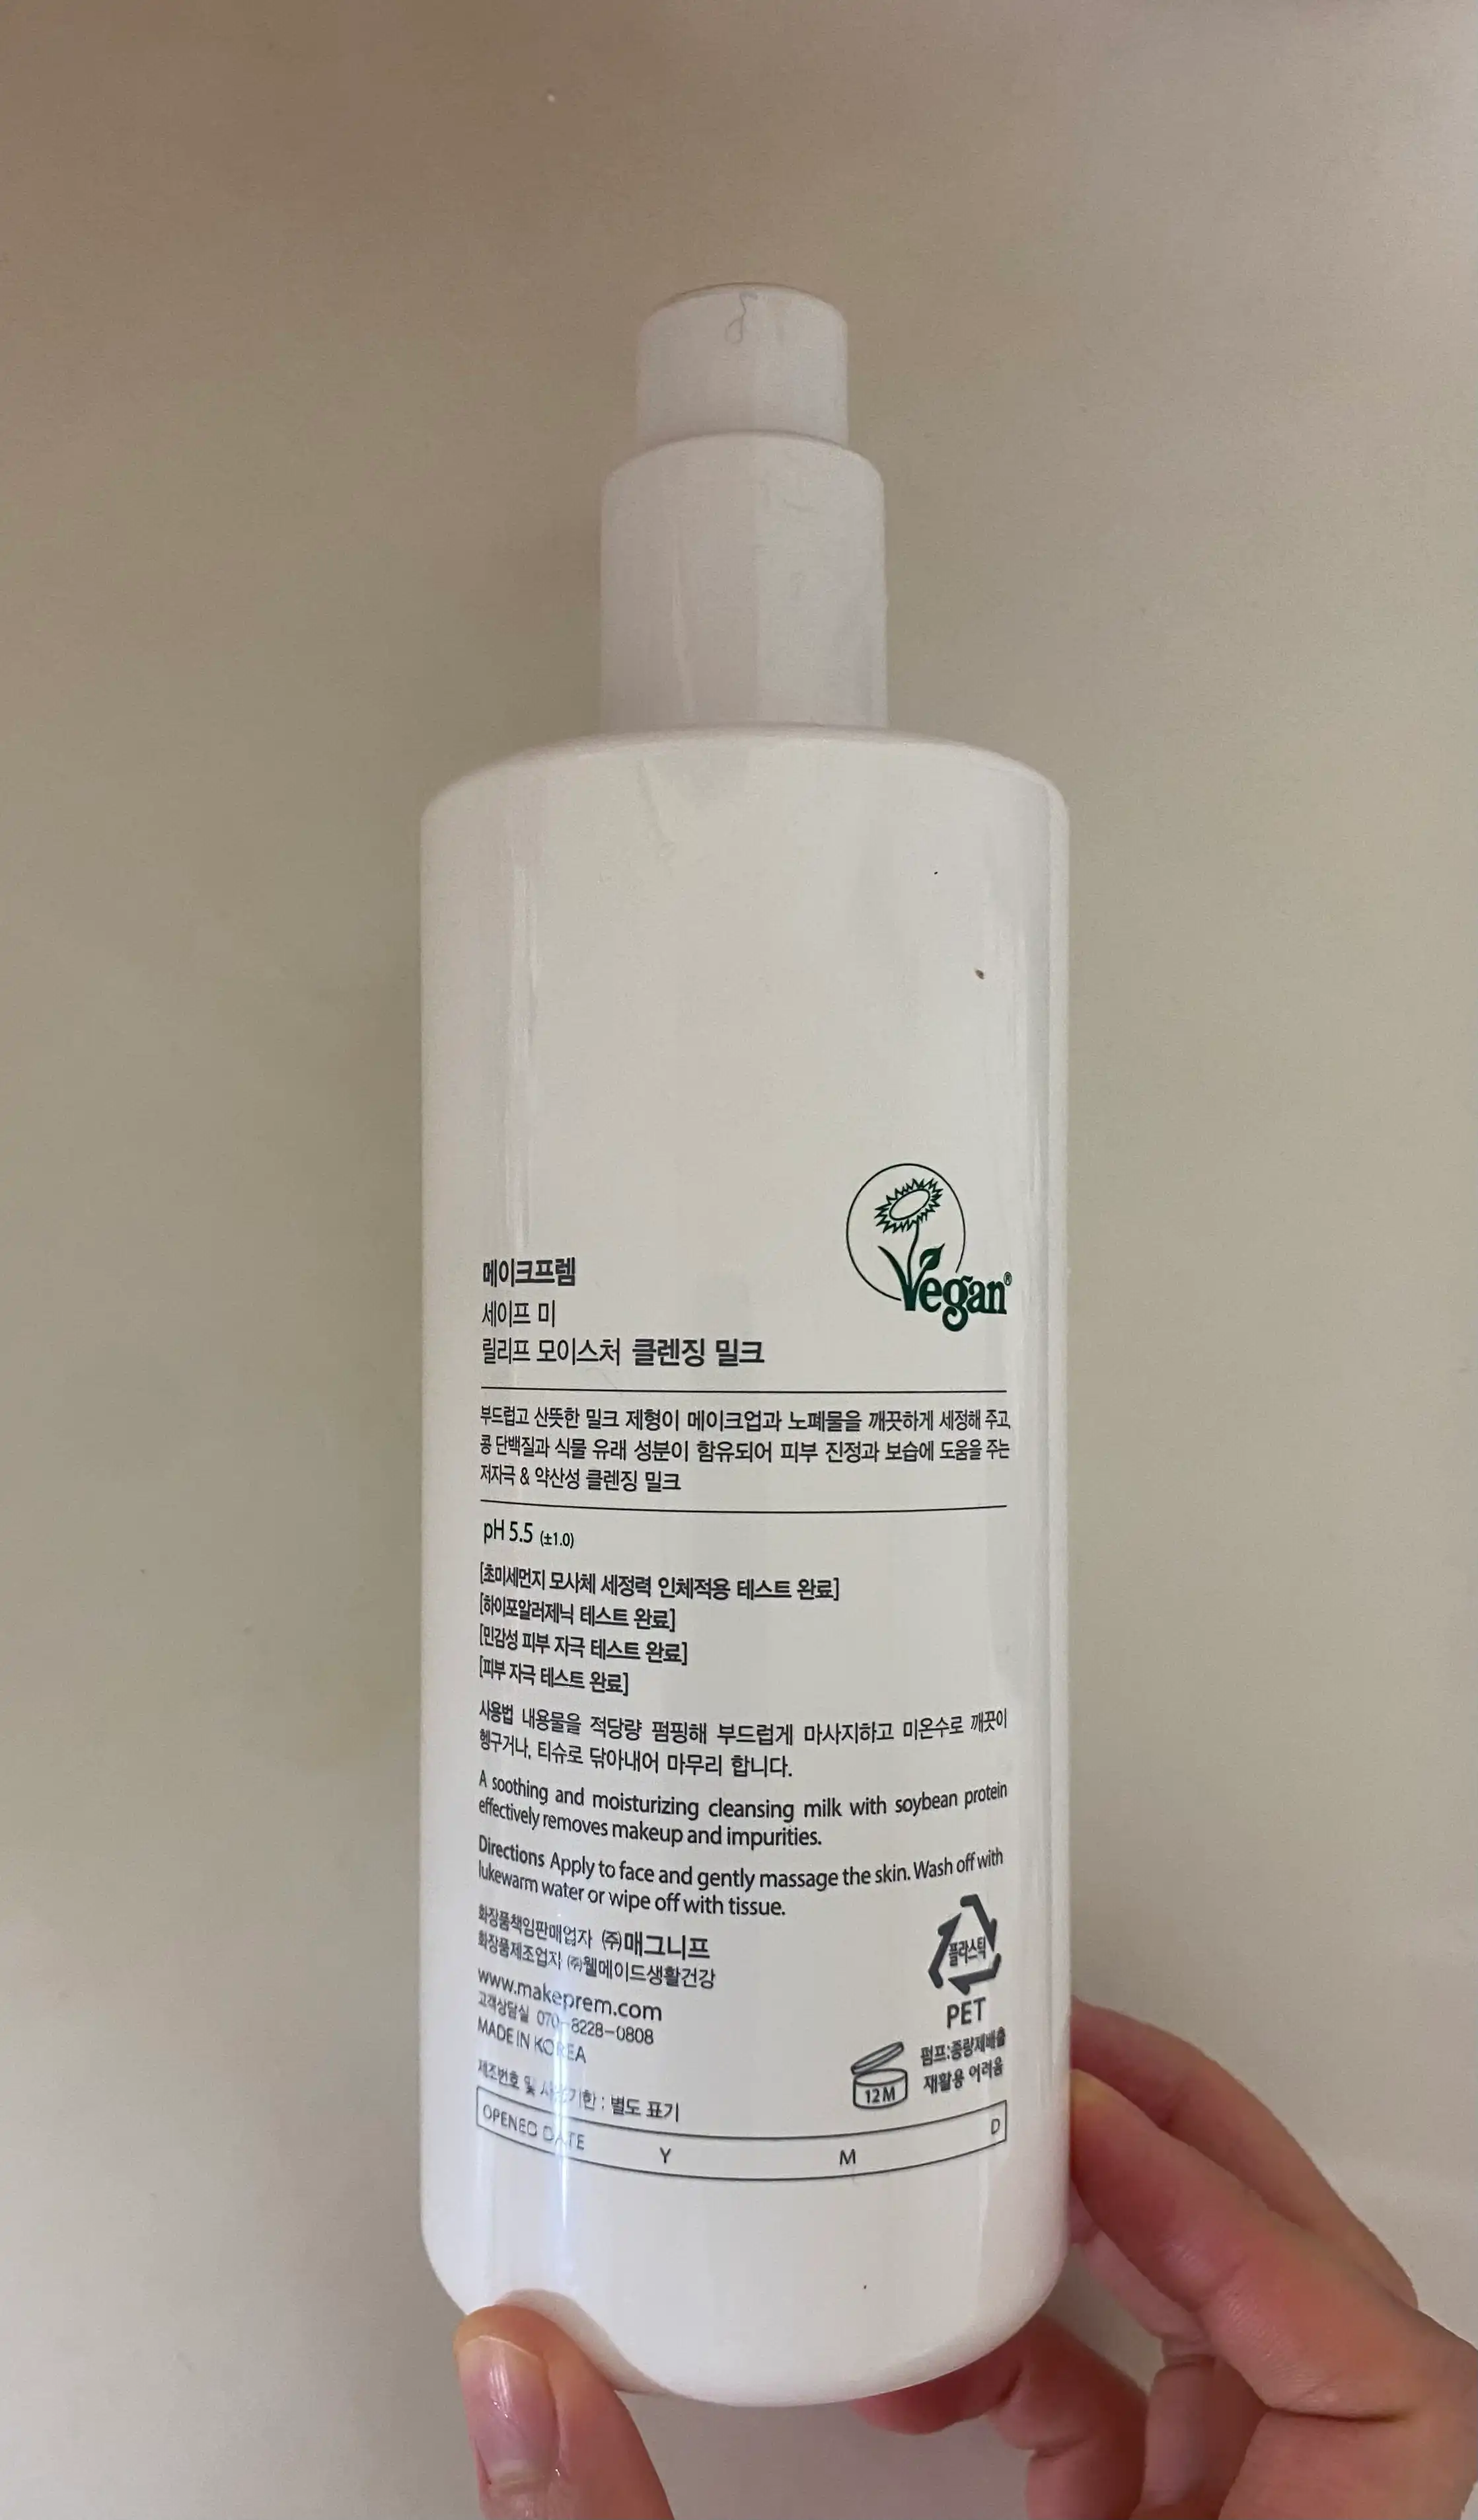 Vegan®
메이크프렘
세이프 미
릴리프 모이스처 클렌징 밀크
부드럽고 산뜻한 밀크 제형이 메이크업과 노폐물을 깨끗하게 세정해 주고,
콩 단백질과 식물 유래 성분이 함유되어 피부 진정과 보습에 도움을 주는
저자극 & 약산성 클렌징 밀크
pH 5.5 (±1.0)
[초미세먼지 모사체 세정력 인체적용 테스트 완료]
[하이포알러제닉 테스트 완료]
[민감성 피부 자극 테스트 완료]
[피부 자극 테스트 완료]
사용법 내용물을 적당량 펌핑해 부드럽게 마사지하고 미온수로 깨끗이
헹구거나, 티슈로 닦아내어 마무리 합니다.
A soothing and moisturizing cleansing milk with soybean protein
effectively removes makeup and impurities.
Directions Apply to face and gently massage the skin. Wash off with
lukewarm water or wipe off with tissue.
화장품책임판매업자 (주)매그니프
화장품제조업자 (주)웰메이드생활건강
www.makeprem.com
고객상담실 070-8228-0808
MADE IN KOREA
제조번호 및 사용기한 : 별도 표기
플라스틱
PET
펌프:종량제배출
재활용 어려움
12M
OPENED DATE Y M D